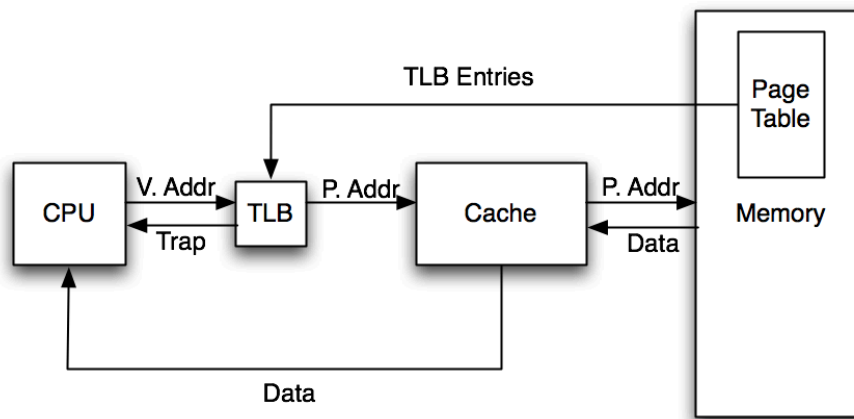 TLB Entries
Page
Table
V. Addr
P. Addr
P. Addr
CPU
TLB
Cache
Memory
Trap
Data
Data